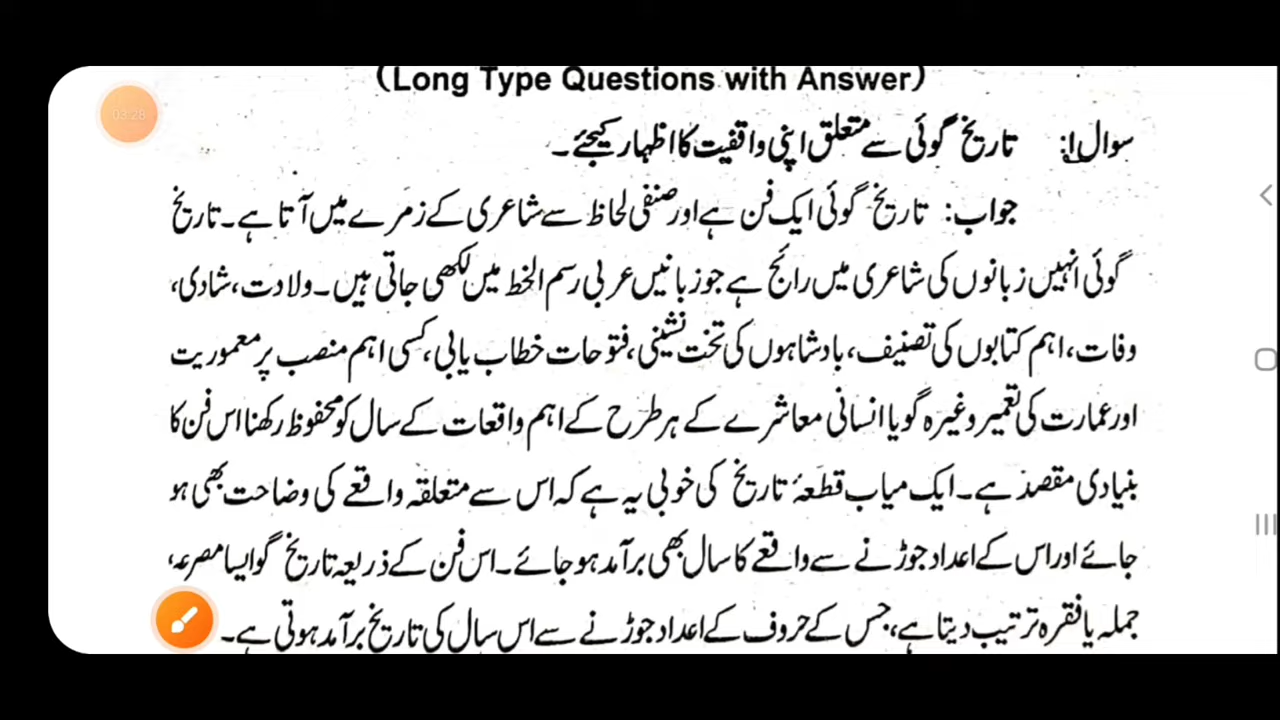 (Long Type Questions with Answer)
03:28
سوال 1: تاریخ گوئی سے متعلق اپنی واقفیت کا اظہار کیجئے۔
جواب: تاریخ گوئی ایک فن ہے اور صنفی لحاظ سے شاعری کے زمرے میں آتا ہے۔ تاریخ
گوئی انہیں زبانوں کی شاعری میں رائج ہے جو زبانیں عربی رسم الخط میں لکھی جاتی ہیں۔ ولادت، شادی،
وفات، اہم کتابوں کی تصنیف، بادشاہوں کی تخت نشینی، فتوحات خطاب یابی، کسی اہم منصب پر معموریت
اور عمارت کی تعمیر وغیرہ گویا انسانی معاشرے کے ہر طرح کے اہم واقعات کے سال کو محفوظ رکھنا اس فن کا
بنیادی مقصد ہے۔ ایک میاب قطعۂ تاریخ کی خوبی یہ ہے کہ اس سے متعلقہ واقعے کی وضاحت بھی ہو
جائے اور اس کے اعداد جوڑنے سے واقعے کا سال بھی برآمد ہو جائے۔ اس فن کے ذریعہ تاریخ گو ایسا مصرعہ،
جملہ یا فقرہ ترتیب دیتا ہے، جس کے حروف کے اعداد جوڑنے سے اس سال کی تاریخ برآمد ہوتی ہے۔